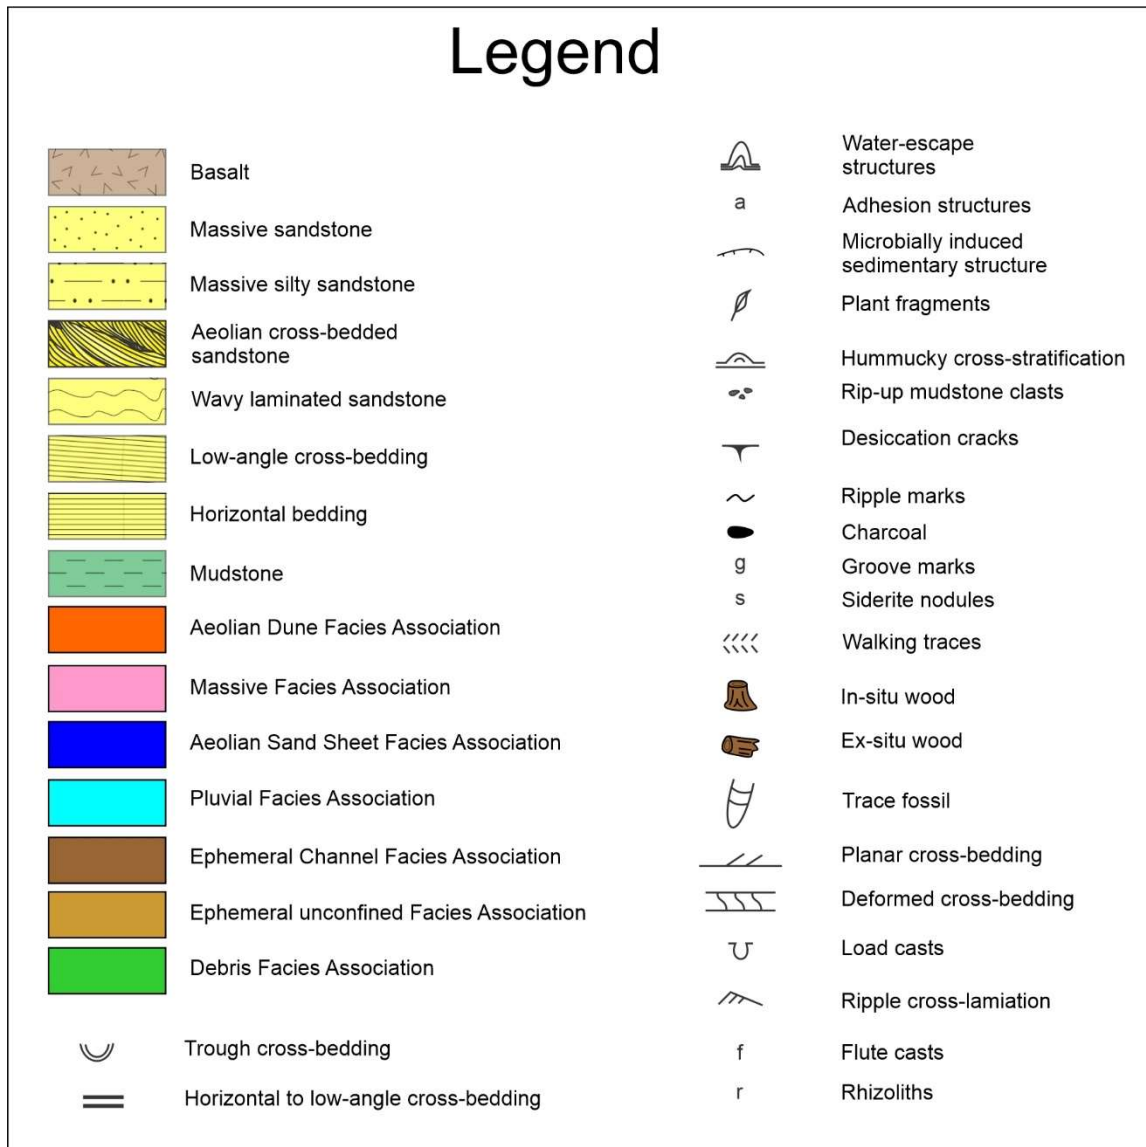 Legend
Basalt
Massive sandstone
Massive silty sandstone
Aeolian cross-bedded
sandstone
Wavy laminated sandstone
Low-angle cross-bedding
Horizontal bedding
Mudstone
Aeolian Dune Facies Association
Massive Facies Association
Aeolian Sand Sheet Facies Association
Pluvial Facies Association
Ephemeral Channel Facies Association
Ephemeral unconfined Facies Association
Debris Facies Association
Trough cross-bedding
Horizontal to low-angle cross-bedding
Water-escape
structures
a Adhesion structures
Microbially induced
sedimentary structure
Plant fragments
Hummucky cross-stratification
Rip-up mudstone clasts
Desiccation cracks
Ripple marks
Charcoal
g Groove marks
s Siderite nodules
Walking traces
In-situ wood
Ex-situ wood
Trace fossil
Planar cross-bedding
Deformed cross-bedding
Load casts
Ripple cross-lamiation
f Flute casts
r Rhizoliths